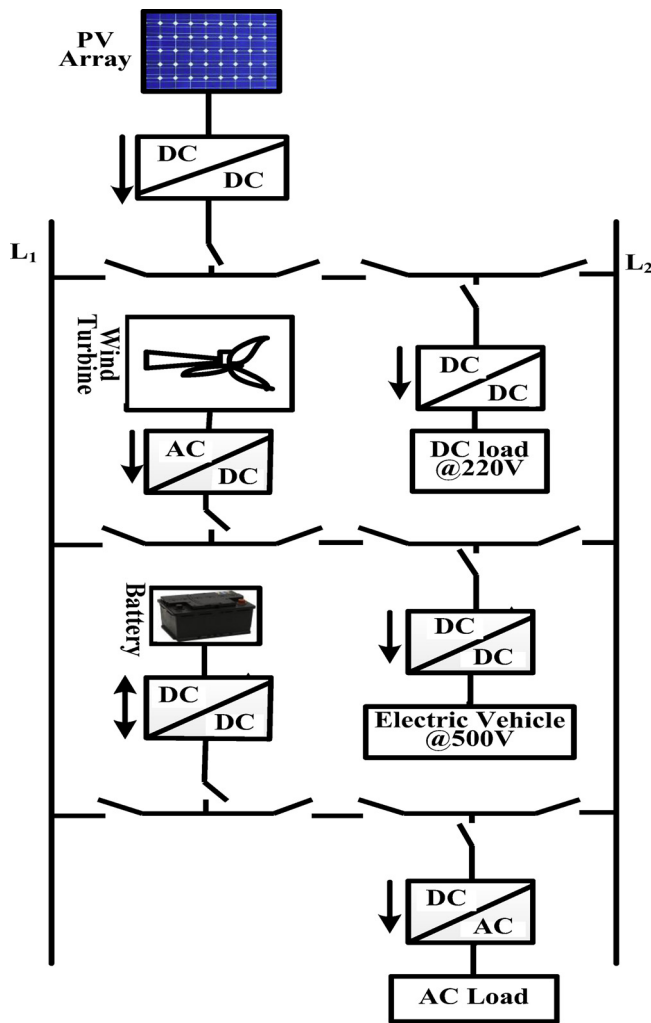 PV
Array
DC
DC
L1
L2
Wind
Turbine
DC
DC
AC
DC
DC load
@220V
Battery
DC
DC
DC
DC
Electric Vehicle
@500V
DC
AC
AC Load